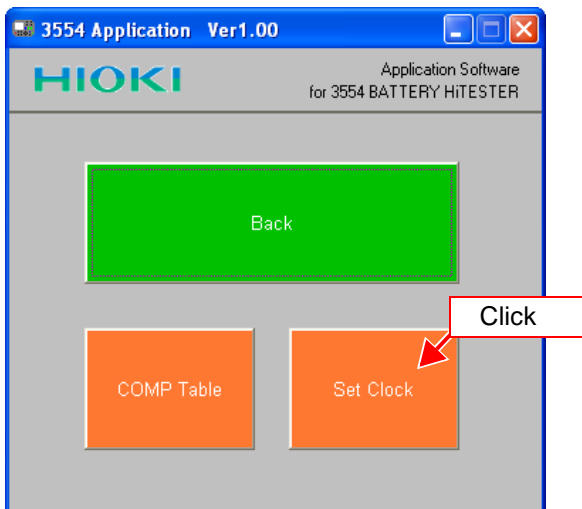 3554 Application Ver1.00
HIOKI
Application Software
for 3554 BATTERY HiTESTER
Back
Click
COMP Table
Set Clock